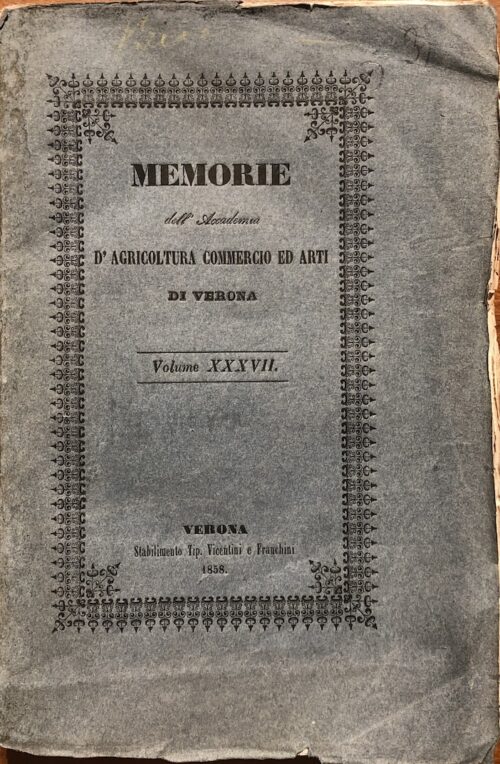 MEMORIE
dell' Accademia
D' AGRICOLTURA COMMERCIO ED ARTI
DI VERONA
Volume XXXVII.
VERONA
Stabilimento Tip. Vicentini e Franchini
1858.